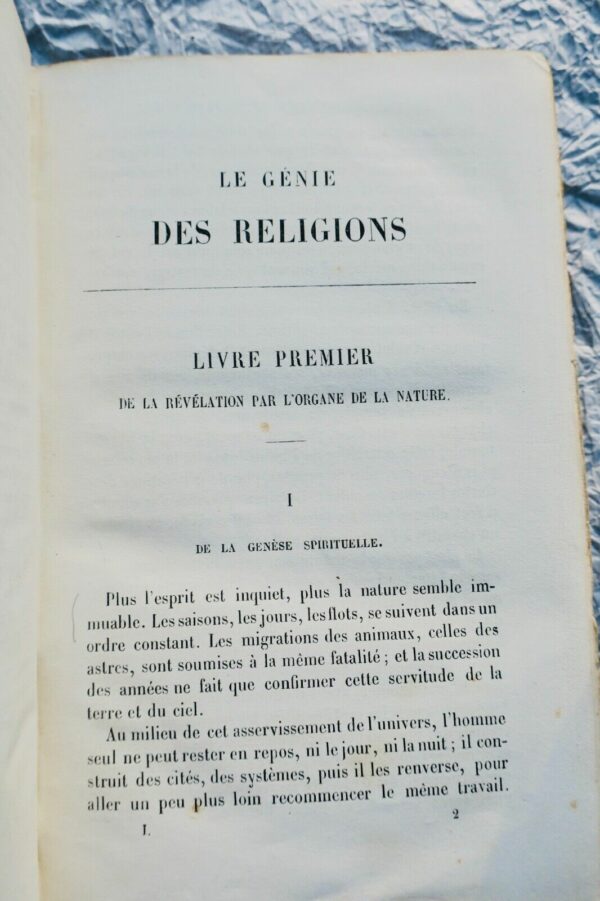 LE GÉNIE
DES RELIGIONS
LIVRE PREMIER
DE LA RÉVÉLATION PAR L'ORGANE DE LA NATURE.
I
DE LA GENÈSE SPIRITUELLE.
Plus l'esprit est inquiet, plus la nature semble im-
muable. Les saisons, les jours, les flots, se suivent dans un
ordre constant. Les migrations des animaux, celles des
astres, sont soumises à la même fatalité ; et la succession
des années ne fait que confirmer cette servitude de la
terre et du ciel.
Au milieu de cet asservissement de l'univers, l'homme
seul ne peut rester en repos, ni le jour, ni la nuit ; il con-
struit des cités, des systèmes, puis il les renverse, pour
aller un peu plus loin recommencer le même travail.
I. 2